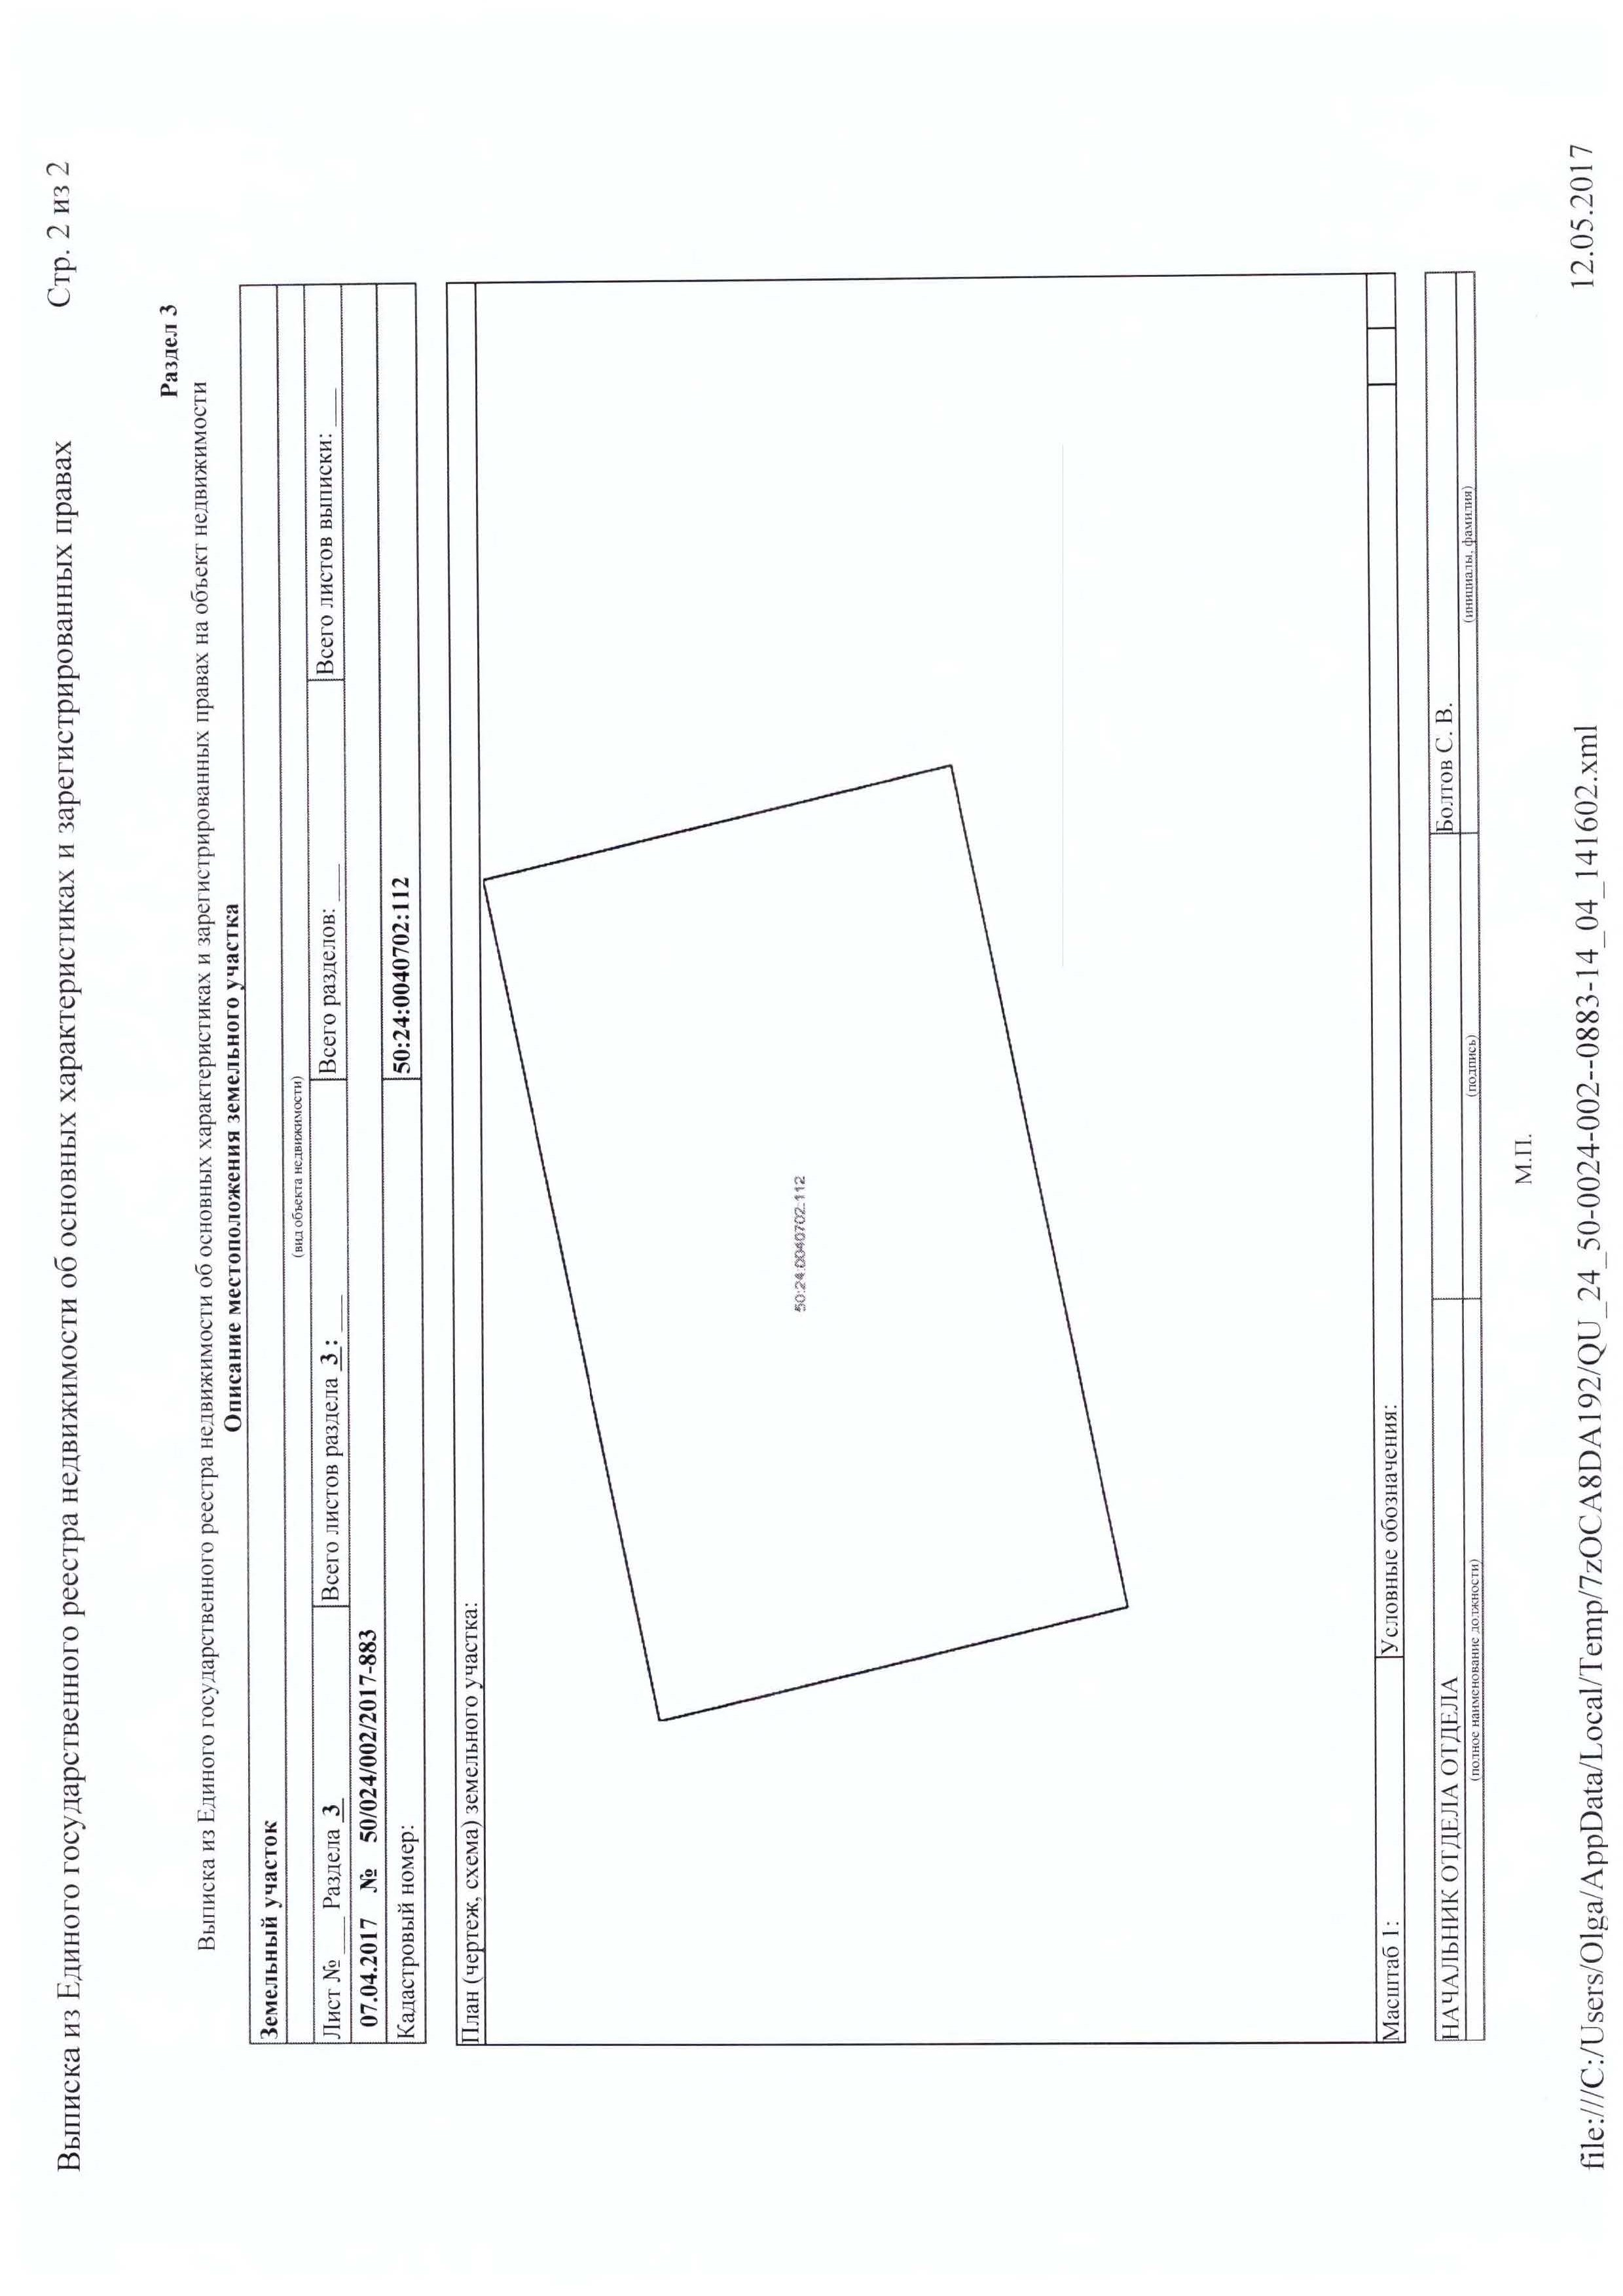 Выписка из Единого государственного реестра недвижимости об основных характеристиках и зарегистрированных правах Стр. 2 из 2
Раздел 3
Выписка из Единого государственного реестра недвижимости об основных характеристиках и зарегистрированных правах на объект недвижимости
Описание местоположения земельного участка
Земельный участок
(вид объекта недвижимости)
Лист № ___ Раздела 3 Всего листов раздела 3 : ___ Всего разделов: ___ Всего листов выписки: ___
07.04.2017 № 50/024/002/2017-883
Кадастровый номер: 50:24:0040702:112
План (чертеж, схема) земельного участка:
50:24:0040702:112
Масштаб 1: Условные обозначения:
НАЧАЛЬНИК ОТДЕЛА ОТДЕЛА Болтов С. В.
(полное наименование должности) (подпись) (инициалы, фамилия)
М.П.
file:///C:/Users/Olga/AppData/Local/Temp/7zOCA8DA192/QU_24_50-0024-002--0883-14_04_141602.xml 12.05.2017